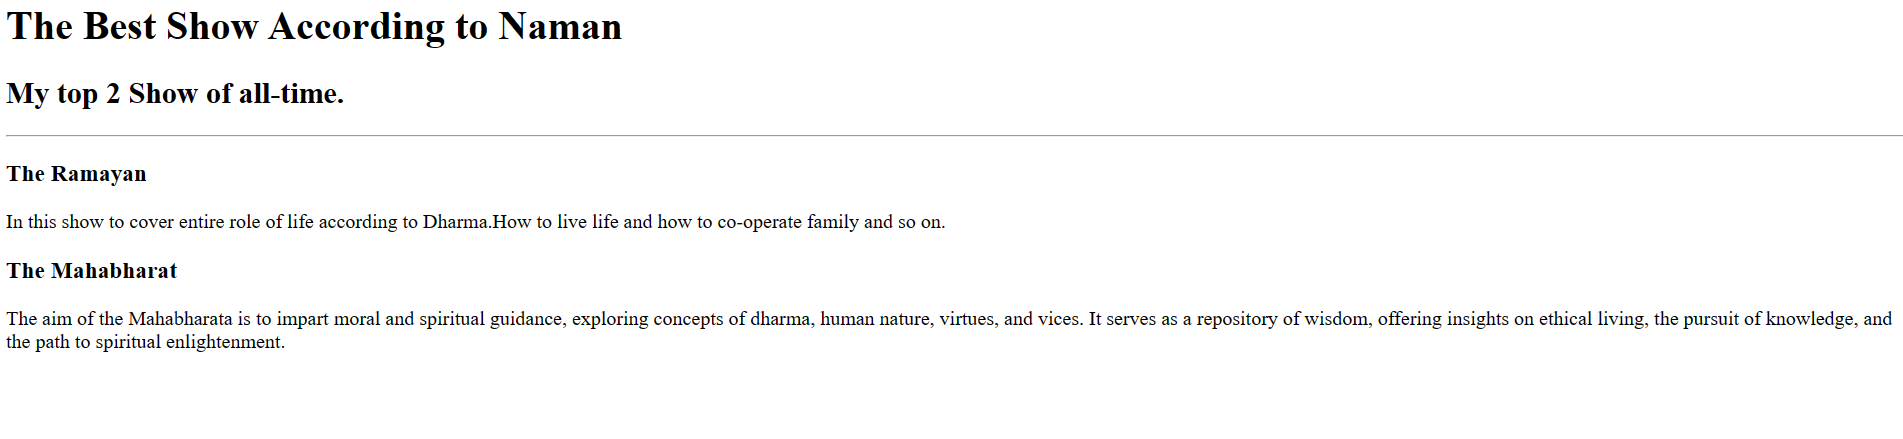 The Best Show According to Naman
My top 2 Show of all-time.
The Ramayan
In this show to cover entire role of life according to Dharma.How to live life and how to co-operate family and so on.
The Mahabharat
The aim of the Mahabharata is to impart moral and spiritual guidance, exploring concepts of dharma, human nature, virtues, and vices. It serves as a repository of wisdom, offering insights on ethical living, the pursuit of knowledge, and
the path to spiritual enlightenment.